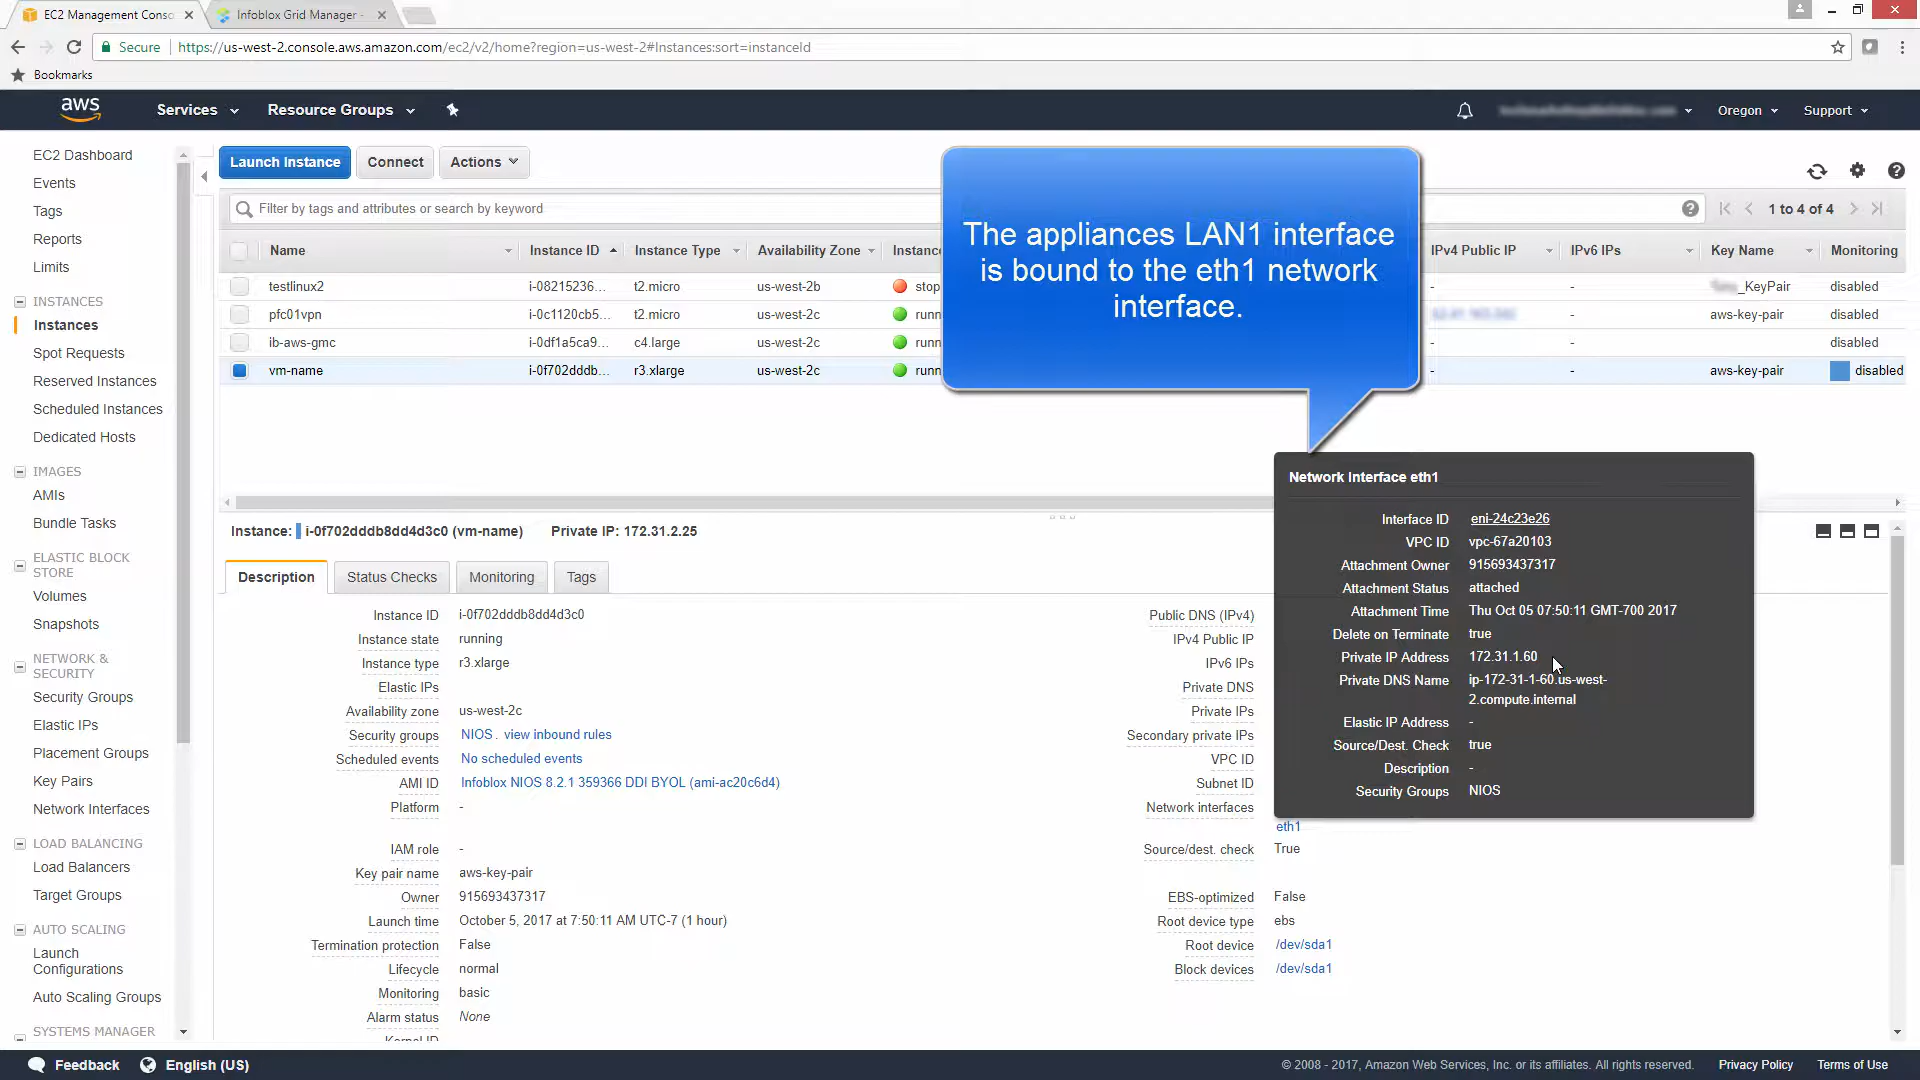 EC2 Management Conso
Infoblox Grid Manager -
Secure
https://us-west-2.console.aws.amazon.com/ec2/v2/home?region=us-west-2#Instances:sort=instanceId
Bookmarks
aws
Services
Resource Groups
Oregon
Support
EC2 Dashboard
Events
Tags
Reports
Limits
INSTANCES
Instances
Spot Requests
Reserved Instances
Scheduled Instances
Dedicated Hosts
IMAGES
AMIs
Bundle Tasks
ELASTIC BLOCK
STORE
Volumes
Snapshots
NETWORK &
SECURITY
Security Groups
Elastic IPs
Placement Groups
Key Pairs
Network Interfaces
LOAD BALANCING
Load Balancers
Target Groups
AUTO SCALING
Launch
Configurations
Auto Scaling Groups
SYSTEMS MANAGER
Launch Instance
Connect
Actions
Filter by tags and attributes or search by keyword
1 to 4 of 4
Name Instance ID Instance Type Availability Zone Instanc IPv4 Public IP IPv6 IPs Key Name Monitoring
testlinux2 i-08215236... t2.micro us-west-2b stop - - _KeyPair disabled
pfc01vpn i-0c1120cb5... t2.micro us-west-2c runn - aws-key-pair disabled
ib-aws-gmc i-0df1a5ca9... c4.large us-west-2c runn - - disabled
vm-name i-0f702dddb... r3.xlarge us-west-2c runn - - aws-key-pair disabled
The appliances LAN1 interface
is bound to the eth1 network
interface.
Instance: i-0f702dddb8dd4d3c0 (vm-name) Private IP: 172.31.2.25
Description
Status Checks
Monitoring
Tags
Instance ID i-0f702dddb8dd4d3c0
Instance state running
Instance type r3.xlarge
Elastic IPs
Availability zone us-west-2c
Security groups NIOS . view inbound rules
Scheduled events No scheduled events
AMI ID Infoblox NIOS 8.2.1 359366 DDI BYOL (ami-ac20c6d4)
Platform -
IAM role -
Key pair name aws-key-pair
Owner 915693437317
Launch time October 5, 2017 at 7:50:11 AM UTC-7 (1 hour)
Termination protection False
Lifecycle normal
Monitoring basic
Alarm status None
Kernel ID
Public DNS (IPv4)
IPv4 Public IP
IPv6 IPs
Private DNS
Private IPs
Secondary private IPs
VPC ID
Subnet ID
Network interfaces
eth1
Source/dest. check True
EBS-optimized False
Root device type ebs
Root device /dev/sda1
Block devices /dev/sda1
Network Interface eth1
Interface ID eni-24c23e26
VPC ID vpc-67a20103
Attachment Owner 915693437317
Attachment Status attached
Attachment Time Thu Oct 05 07:50:11 GMT-700 2017
Delete on Terminate true
Private IP Address 172.31.1.60
Private DNS Name ip-172-31-1-60.us-west-
2.compute.internal
Elastic IP Address -
Source/Dest. Check true
Description -
Security Groups NIOS
Feedback
English (US)
© 2008 - 2017, Amazon Web Services, Inc. or its affiliates. All rights reserved.
Privacy Policy
Terms of Use